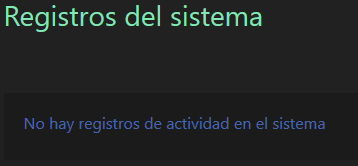 Registros del sistema
No hay registros de actividad en el sistema